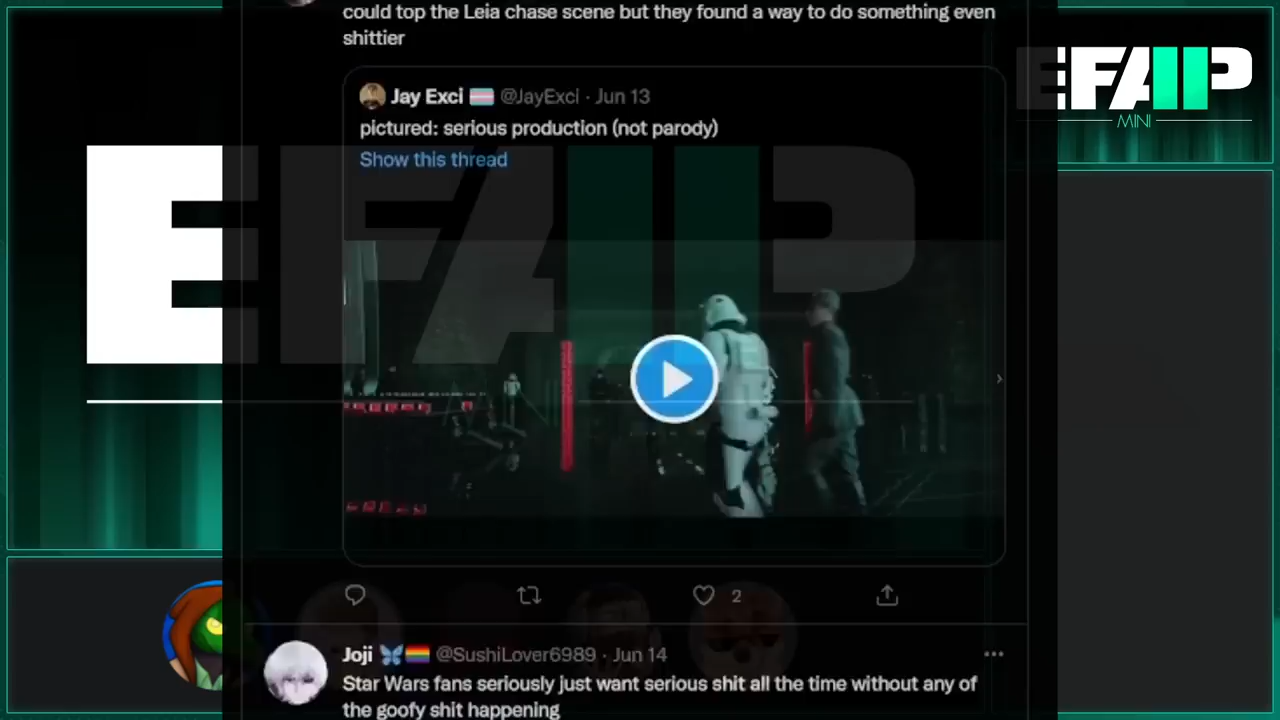 could top the Leia chase scene but they found a way to do something even
shittier
EFAP
MINI
Jay Exci @JayExci · Jun 13
pictured: serious production (not parody)
Show this thread
EFAP
2
Joji @SushiLover6989 · Jun 14
Star Wars fans seriously just want serious shit all the time without any of
the goofy shit happening